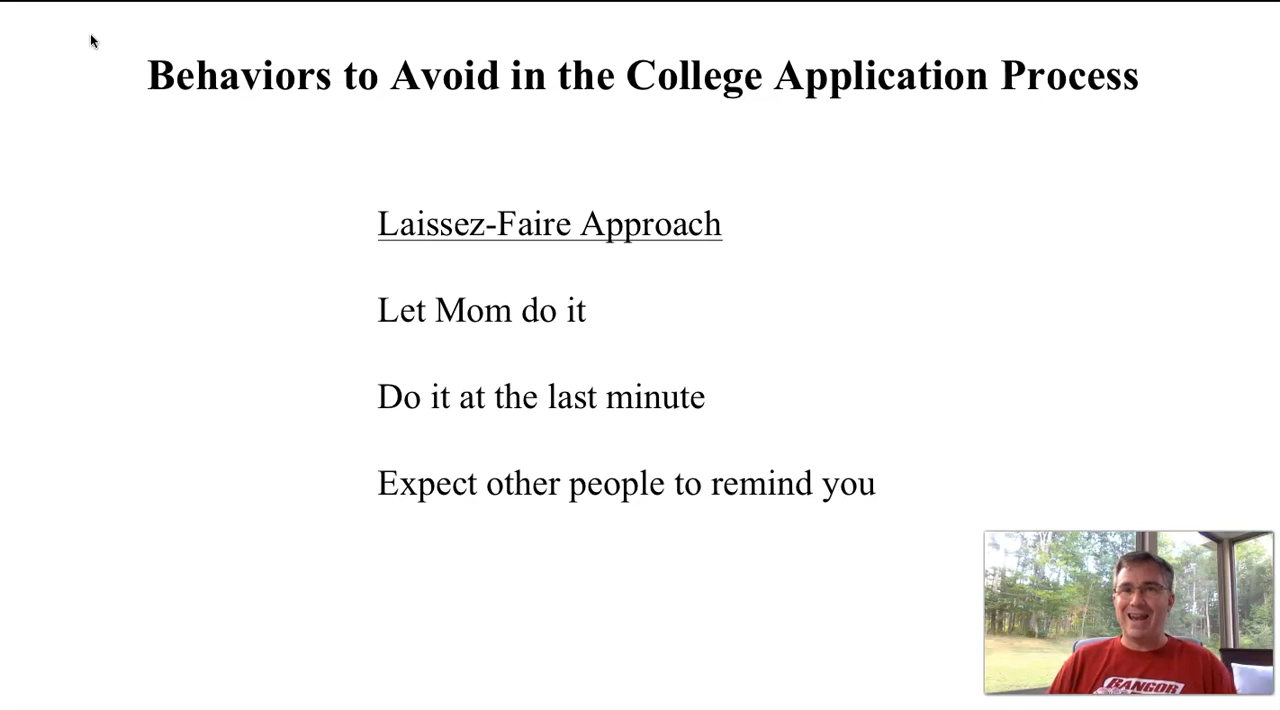 Behaviors to Avoid in the College Application Process
Laissez-Faire Approach
Let Mom do it
Do it at the last minute
Expect other people to remind you
BANGOR